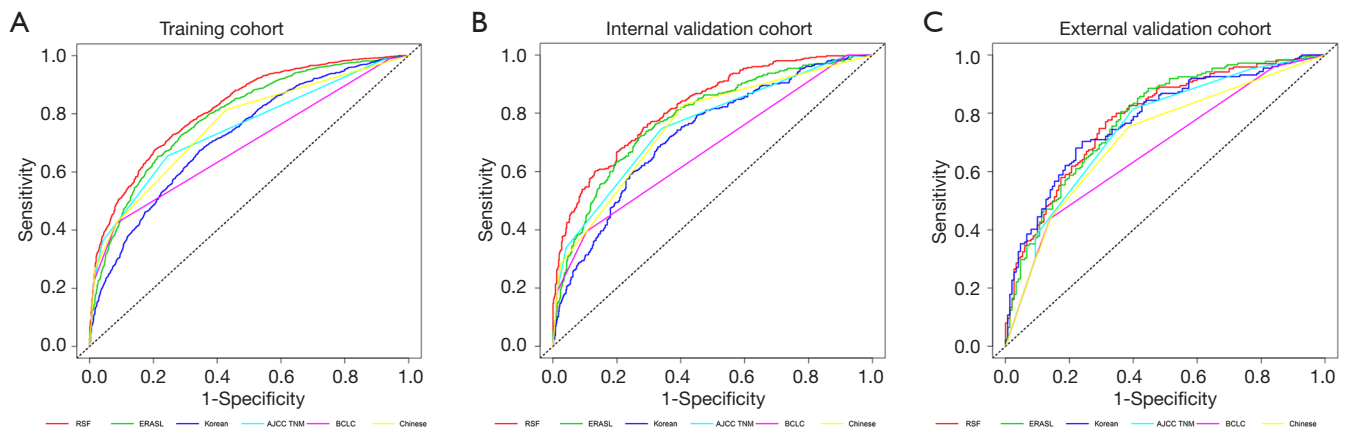 A
Training cohort
1.0
0.8
0.6
0.4
0.2
0.0
Sensitivity
0.0 0.2 0.4 0.6 0.8 1.0
1-Specificity
RSF ERASL Korean AJCC TNM BCLC Chinese
B
Internal validation cohort
1.0
0.8
0.6
0.4
0.2
0.0
Sensitivity
0.0 0.2 0.4 0.6 0.8 1.0
1-Specificity
RSF ERASL Korean AJCC TNM BCLC Chinese
C
External validation cohort
1.0
0.8
0.6
0.4
0.2
0.0
Sensitivity
0.0 0.2 0.4 0.6 0.8 1.0
1-Specificity
RSF ERASL Korean AJCC TNM BCLC Chinese